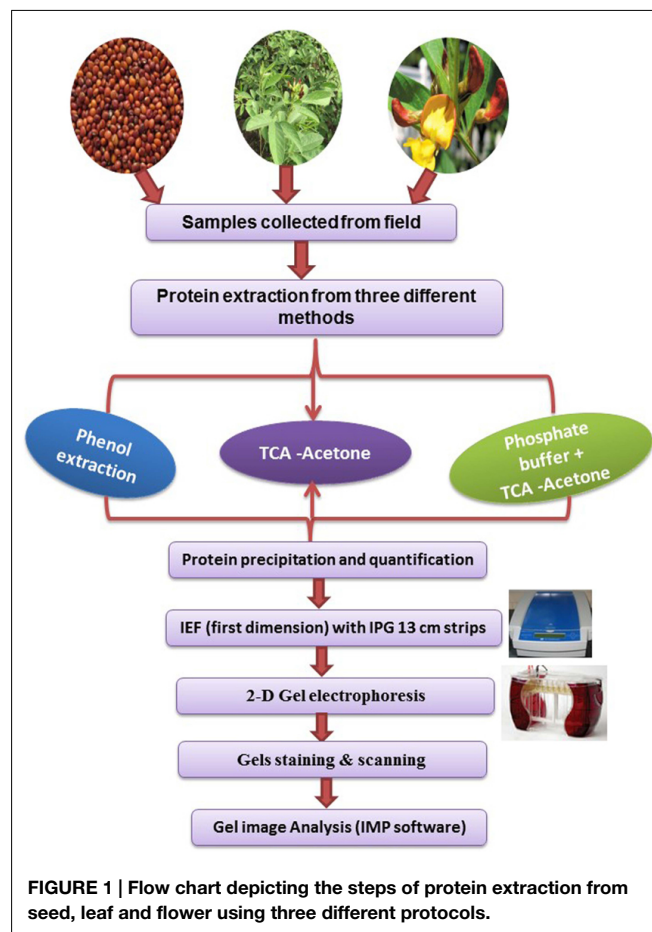 Samples collected from field
Protein extraction from three different
methods
Phenol
extraction
TCA -Acetone
Phosphate
buffer +
TCA -Acetone
Protein precipitation and quantification
IEF (first dimension) with IPG 13 cm strips
2-D Gel electrophoresis
Gels staining & scanning
Gel image Analysis (IMP software)
FIGURE 1 | Flow chart depicting the steps of protein extraction from
seed, leaf and flower using three different protocols.